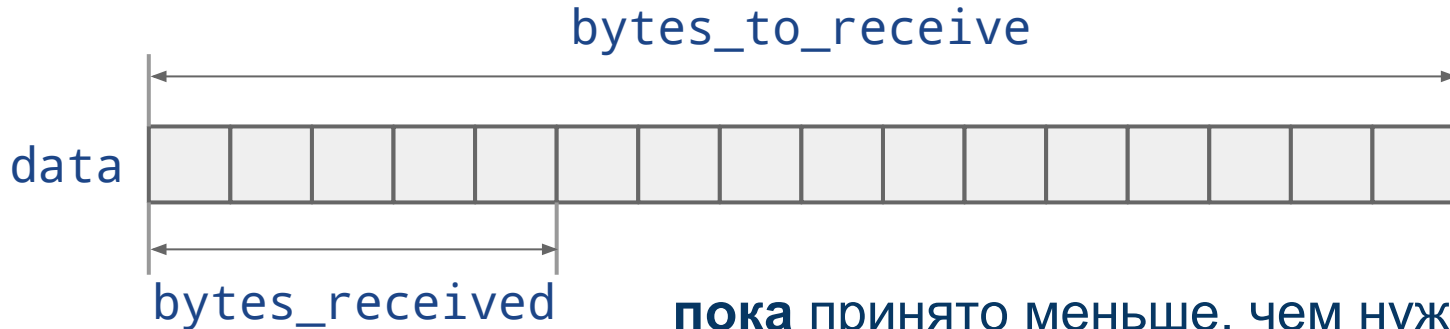 bytes_to_receive
data
bytes_received
пока принято меньше, чем